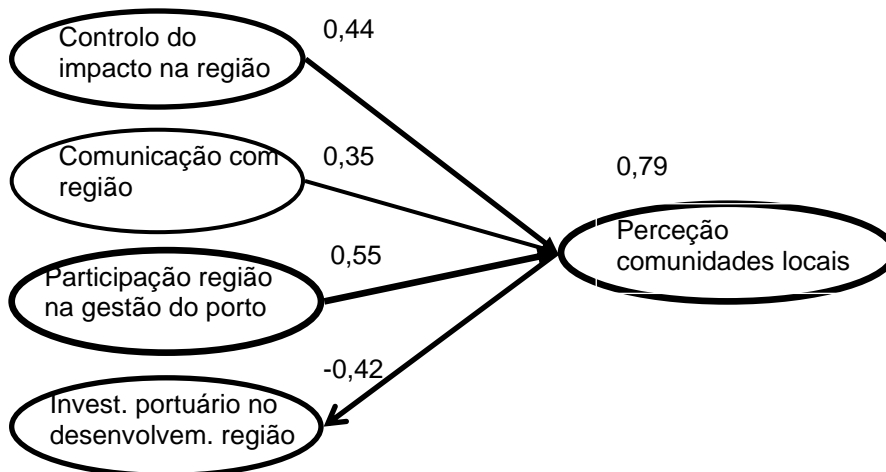 Controlo do
impacto na região
0,44
Comunicação com
região
0,35
Participação região
na gestão do porto
0,55
Invest. portuário no
desenvolvem. região
-0,42
0,79
Perceção
comunidades locais